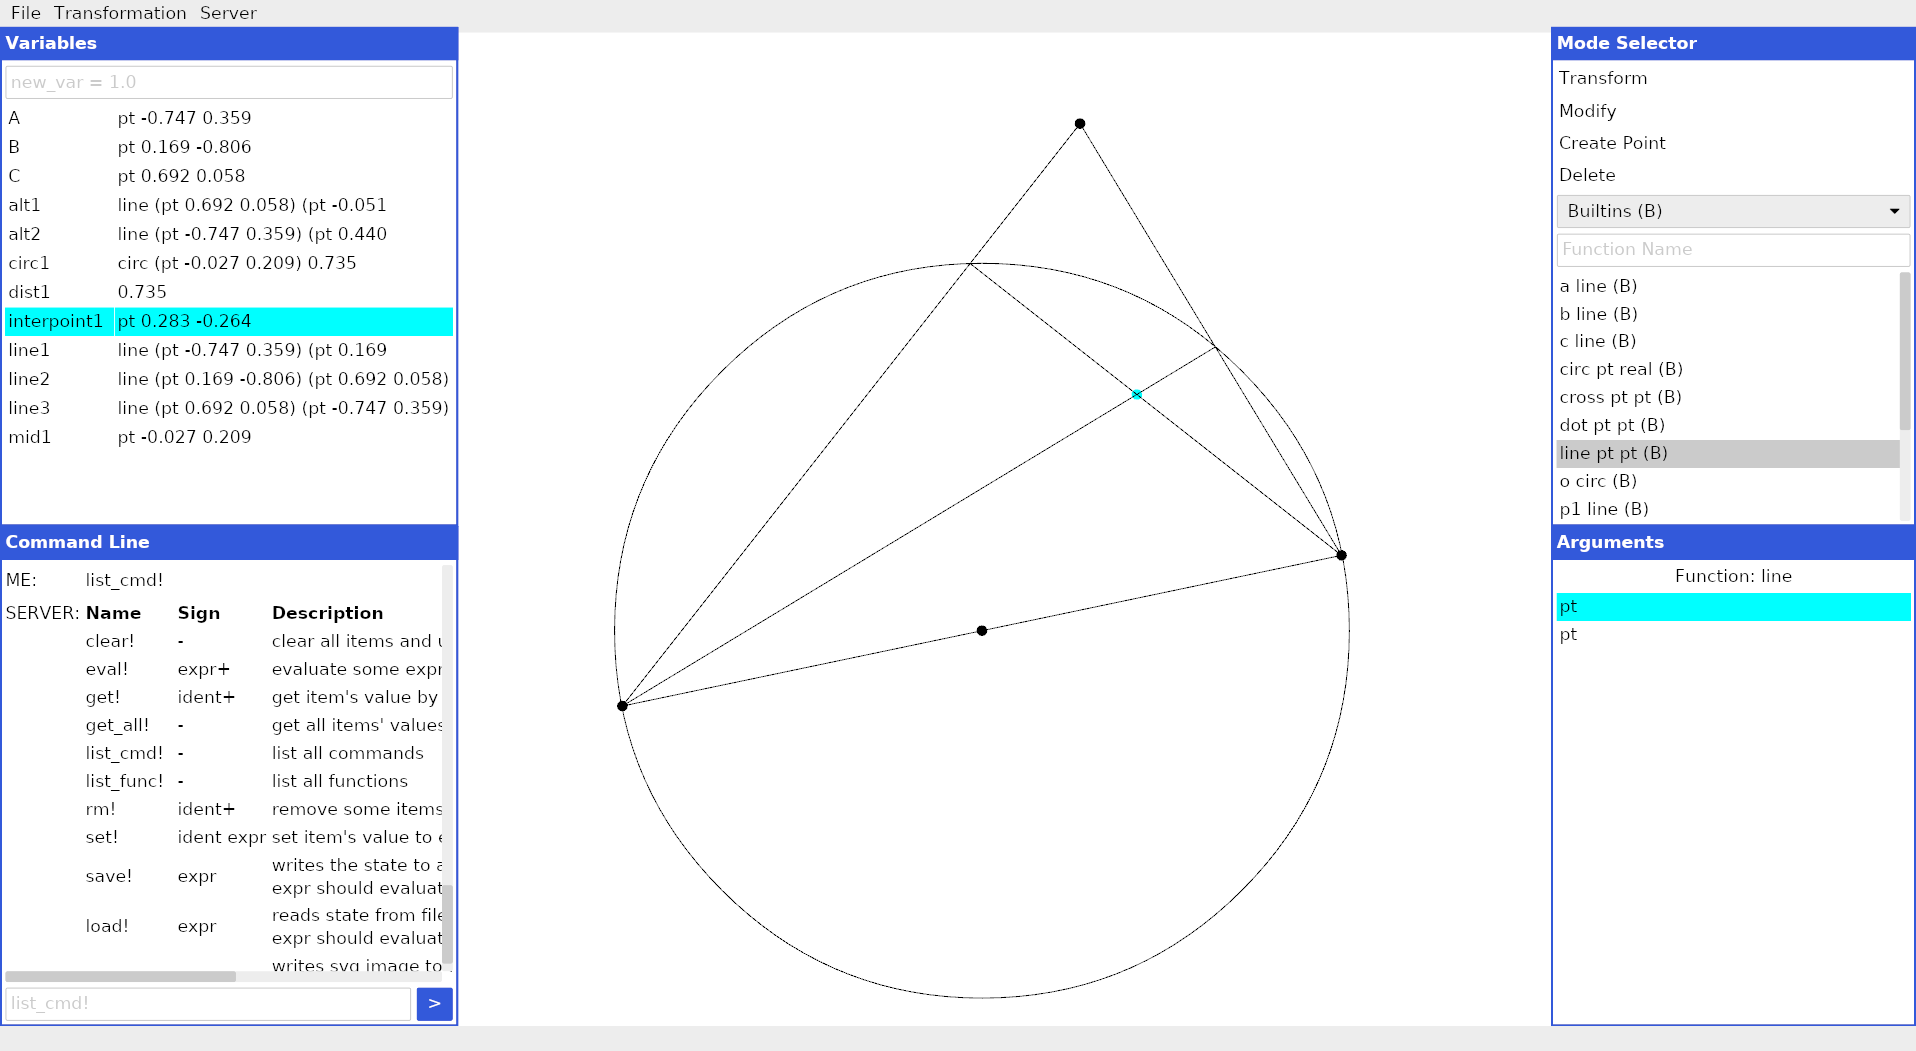 File Transformation Server
Variables
new_var = 1.0
A pt -0.747 0.359
B pt 0.169 -0.806
C pt 0.692 0.058
alt1 line (pt 0.692 0.058) (pt -0.051
alt2 line (pt -0.747 0.359) (pt 0.440
circ1 circ (pt -0.027 0.209) 0.735
dist1 0.735
interpoint1 pt 0.283 -0.264
line1 line (pt -0.747 0.359) (pt 0.169
line2 line (pt 0.169 -0.806) (pt 0.692 0.058)
line3 line (pt 0.692 0.058) (pt -0.747 0.359)
mid1 pt -0.027 0.209
Command Line
ME: list_cmd!
SERVER: Name Sign Description
clear! - clear all items and
eval! expr+ evaluate some expr
get! ident+ get item's value by
get_all! - get all items' values
list_cmd! - list all commands
list_func! - list all functions
rm! ident+ remove some items
set! ident expr set item's value to
save! expr writes the state to
expr should evaluat
load! expr reads state from file
expr should evaluat
writes svg image to
list_cmd!
>
Mode Selector
Transform
Modify
Create Point
Delete
Builtins (B)
Function Name
a line (B)
b line (B)
c line (B)
circ pt real (B)
cross pt pt (B)
dot pt pt (B)
line pt pt (B)
o circ (B)
p1 line (B)
Arguments
Function: line
pt
pt